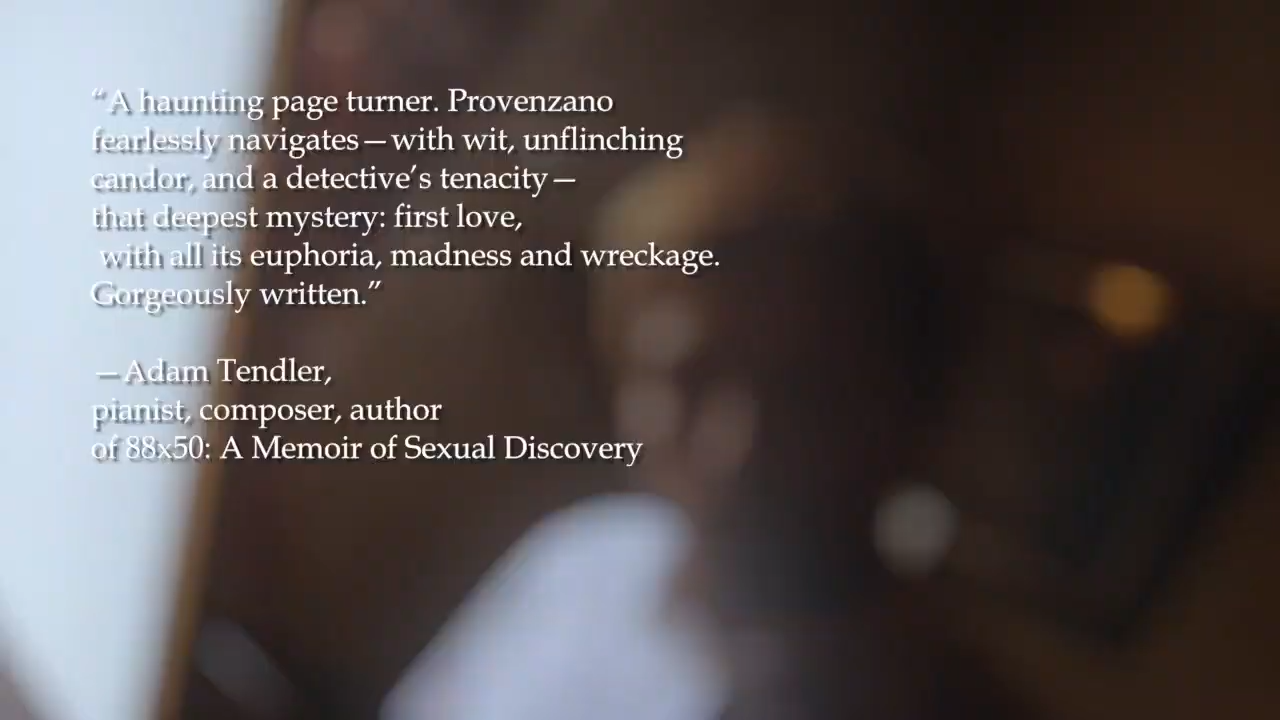 “A haunting page turner. Provenzano
fearlessly navigates—with wit, unflinching
candor, and a detective’s tenacity—
that deepest mystery: first love,
with all its euphoria, madness and wreckage.
Gorgeously written.”
—Adam Tendler,
pianist, composer, author
of 88x50: A Memoir of Sexual Discovery